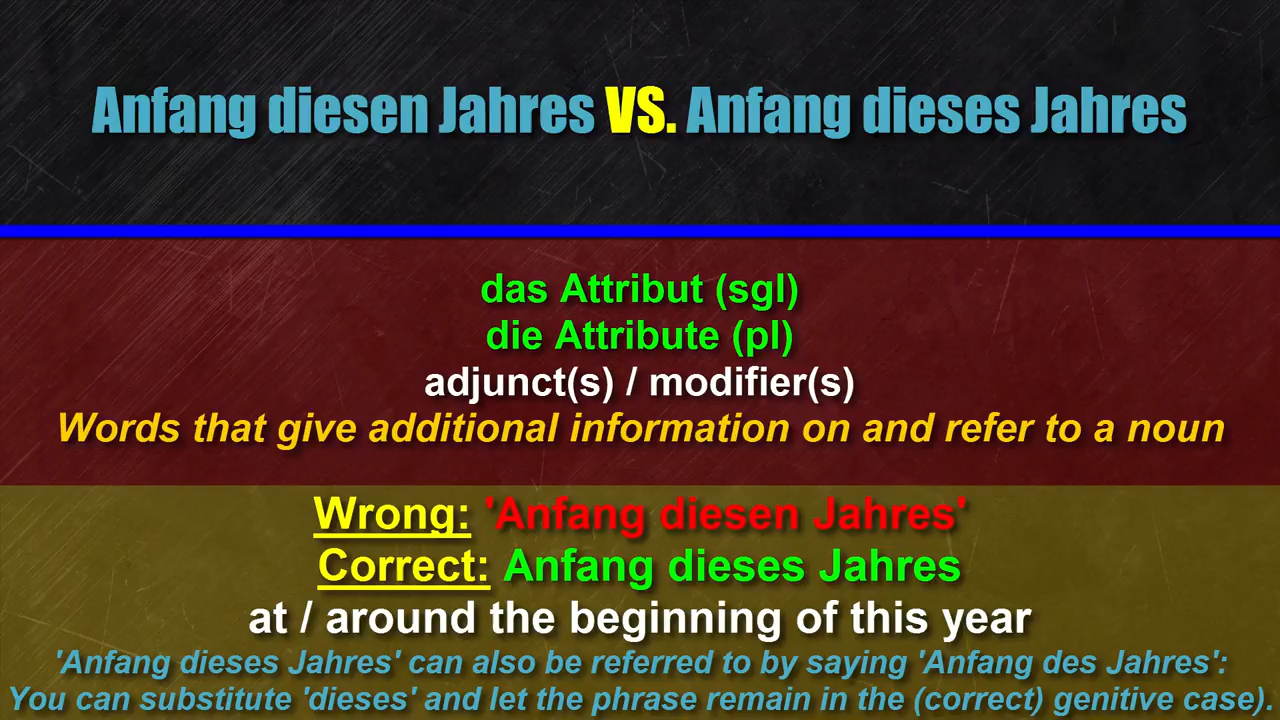 Anfang diesen Jahres VS. Anfang dieses Jahres
das Attribut (sgl)
die Attribute (pl)
adjunct(s) / modifier(s)
Words that give additional information on and refer to a noun
Wrong: 'Anfang diesen Jahres'
Correct: Anfang dieses Jahres
at / around the beginning of this year
'Anfang dieses Jahres' can also be referred to by saying 'Anfang des Jahres':
You can substitute 'dieses' and let the phrase remain in the (correct) genitive case).